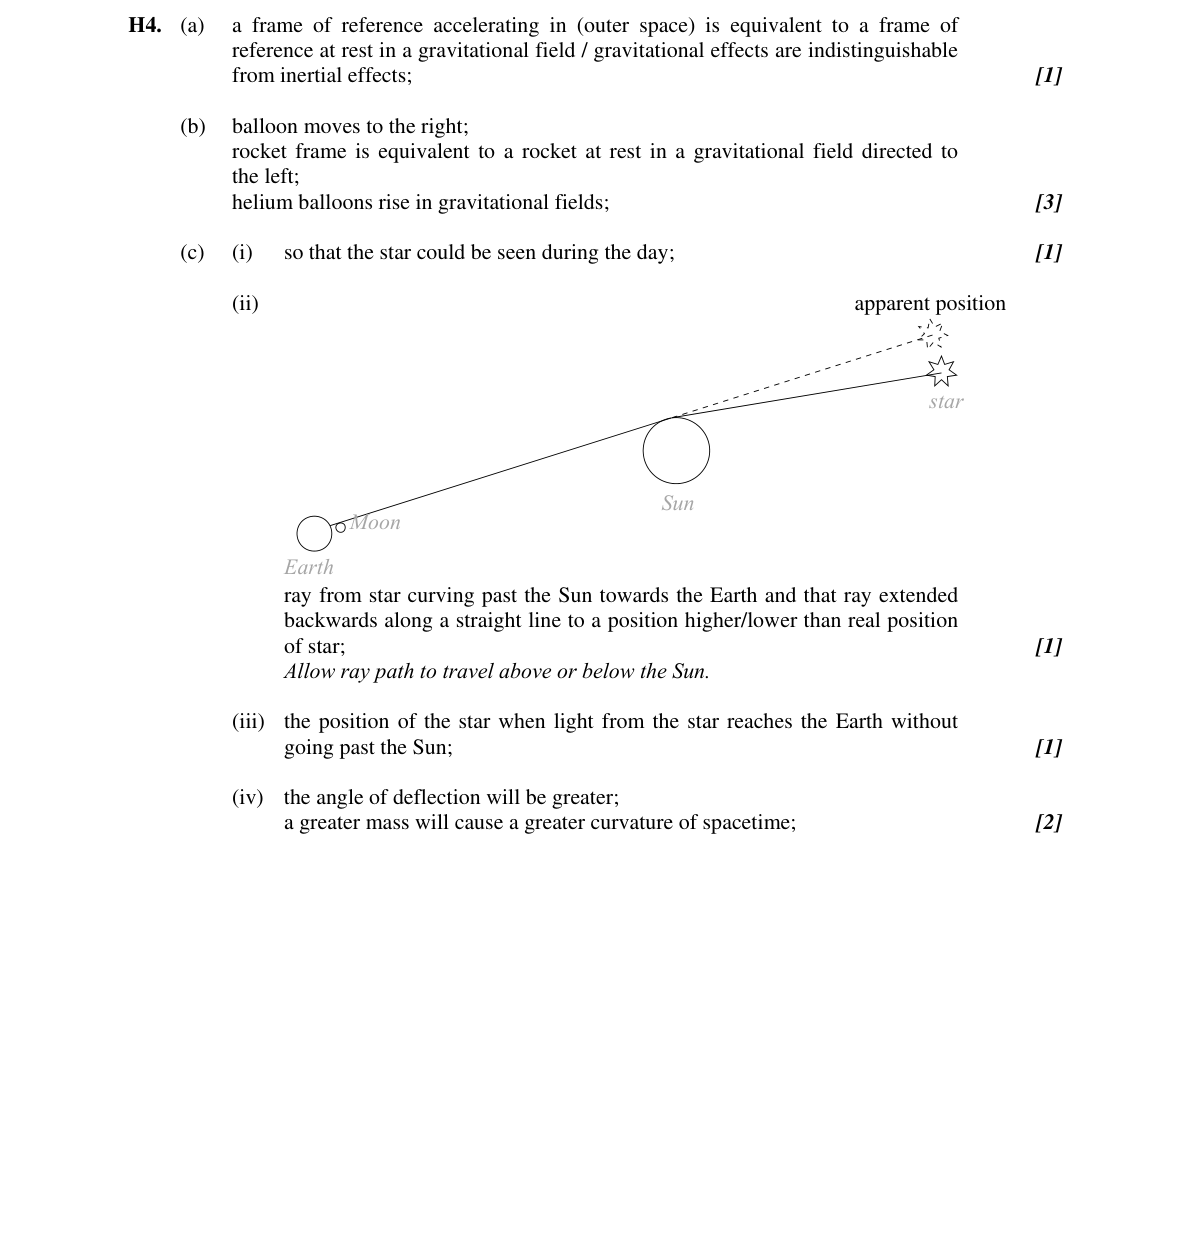 H4. (a) a frame of reference accelerating in (outer space) is equivalent to a frame of
reference at rest in a gravitational field / gravitational effects are indistinguishable
from inertial effects; [1]
(b) balloon moves to the right;
rocket frame is equivalent to a rocket at rest in a gravitational field directed to
the left;
helium balloons rise in gravitational fields; [3]
(c) (i) so that the star could be seen during the day; [1]
(ii) apparent position
star
Sun
Moon
Earth
ray from star curving past the Sun towards the Earth and that ray extended
backwards along a straight line to a position higher/lower than real position
of star; [1]
Allow ray path to travel above or below the Sun.
(iii) the position of the star when light from the star reaches the Earth without
going past the Sun; [1]
(iv) the angle of deflection will be greater;
a greater mass will cause a greater curvature of spacetime; [2]